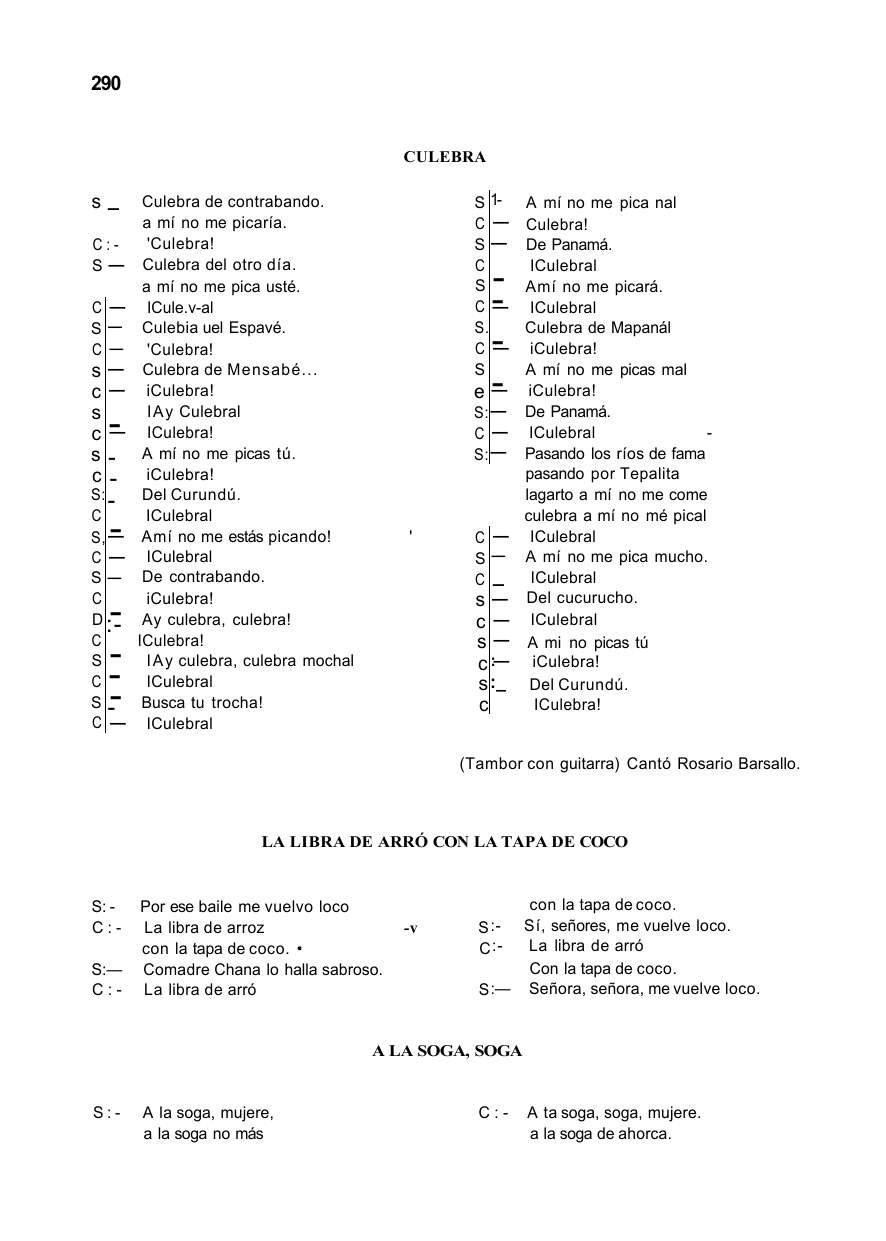 290
CULEBRA
s _ Culebra de contrabando.
a mí no me picaría.
C : - 'Culebra!
S — Culebra del otro día.
a mí no me pica usté.
C — ICule.v-al
S — Culebia uel Espavé.
C — 'Culebra!
s — Culebra de Mensabé...
c — iCulebra!
s IAy Culebral
c — ICulebra!
s - A mí no me picas tú.
c - iCulebra!
S: - Del Curundú.
C ICulebral
S, — Amí no me estás picando! '
C — ICulebral
S — De contrabando.
C iCulebra!
D :- Ay culebra, culebra!
C ICulebra!
S - IAy culebra, culebra mochal
C - ICulebral
S - Busca tu trocha!
C — ICulebral
S 1- A mí no me pica nal
C — Culebra!
S — De Panamá.
C ICulebral
S - Amí no me picará.
C — ICulebral
S. Culebra de Mapanál
C — iCulebra!
S A mí no me picas mal
e — iCulebra!
S: — De Panamá.
C — ICulebral -
S: — Pasando los ríos de fama
pasando por Tepalita
lagarto a mí no me come
culebra a mí no mé pical
C — ICulebral
S — A mí no me pica mucho.
C _ ICulebral
s — Del cucurucho.
c — ICulebral
s — A mi no picas tú
c :— iCulebra!
s :_ Del Curundú.
c ICulebra!
(Tambor con guitarra) Cantó Rosario Barsallo.
LA LIBRA DE ARRÓ CON LA TAPA DE COCO
S: - Por ese baile me vuelvo loco
C : - La libra de arroz -v
con la tapa de coco. •
S:— Comadre Chana lo halla sabroso.
C : - La libra de arró
con la tapa de coco.
S :- Sí, señores, me vuelve loco.
C :- La libra de arró
Con la tapa de coco.
S :— Señora, señora, me vuelve loco.
A LA SOGA, SOGA
S : - A la soga, mujere,
a la soga no más
C : - A ta soga, soga, mujere.
a la soga de ahorca.